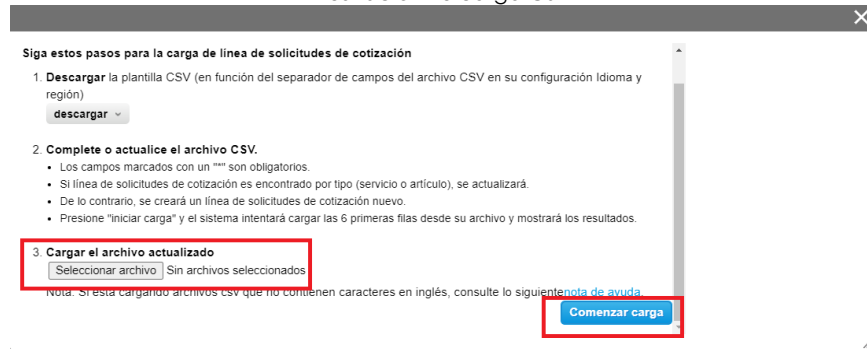 Siga estos pasos para la carga de línea de solicitudes de cotización
1. Descargar la plantilla CSV (en función del separador de campos del archivo CSV en su configuración Idioma y
región)
descargar
2. Complete o actualice el archivo CSV.
• Los campos marcados con un "*" son obligatorios.
• Si línea de solicitudes de cotización es encontrado por tipo (servicio o artículo), se actualizará.
• De lo contrario, se creará un línea de solicitudes de cotización nuevo.
• Presione "iniciar carga" y el sistema intentará cargar las 6 primeras filas desde su archivo y mostrará los resultados.
3. Cargar el archivo actualizado
Seleccionar archivo Sin archivos seleccionados
Nota: Si está cargando archivos csv que no contienen caracteres en inglés, consulte lo siguientenota de ayuda.
Comenzar carga